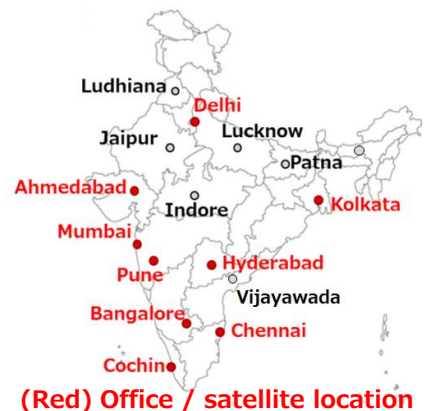 Ludhiana
Delhi
Jaipur
Lucknow
Patna
Ahmedabad
Indore
Kolkata
Mumbai
Pune
Hyderabad
Vijayawada
Bangalore
Chennai
Cochin
(Red) Office / satellite location